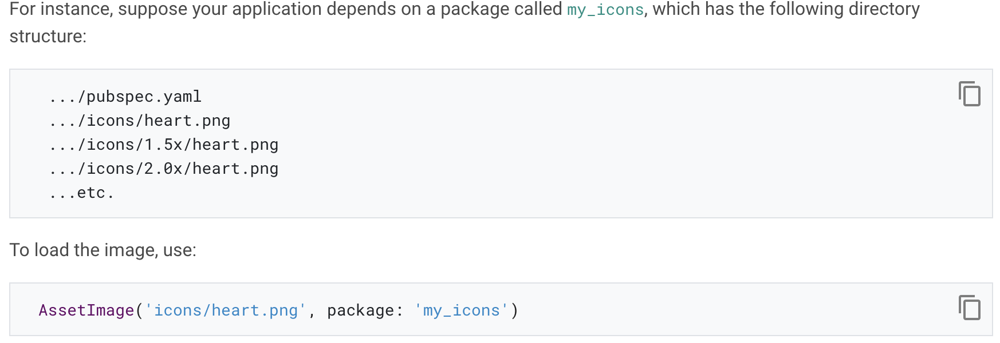 For instance, suppose your application depends on a package called my_icons, which has the following directory
structure:
.../pubspec.yaml
.../icons/heart.png
.../icons/1.5x/heart.png
.../icons/2.0x/heart.png
...etc.
To load the image, use:
AssetImage('icons/heart.png', package: 'my_icons')